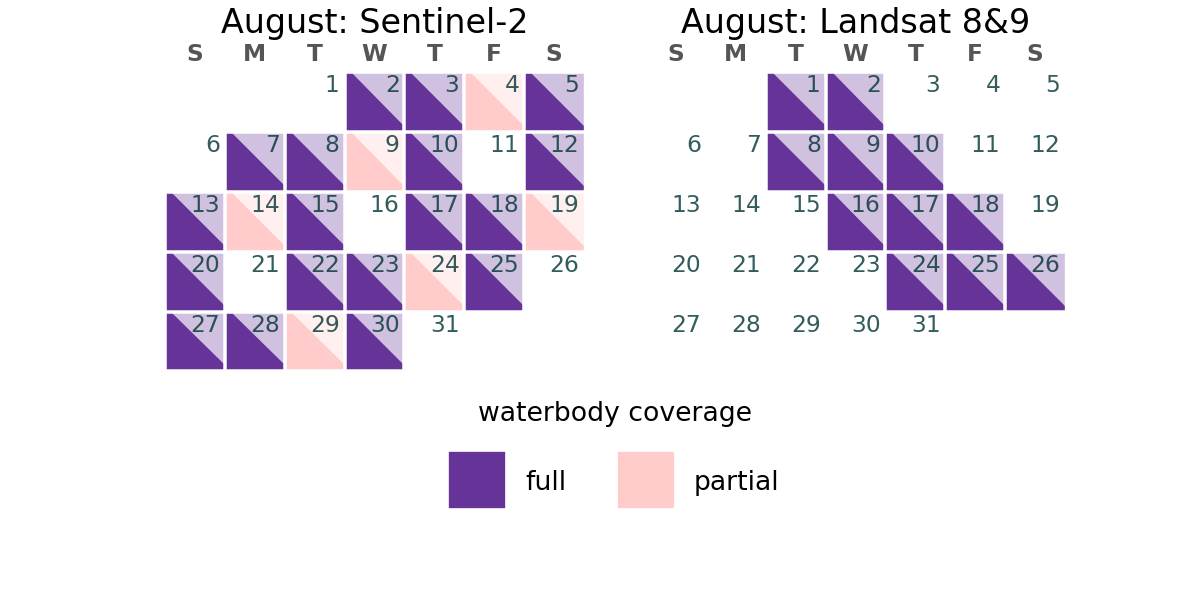 August: Sentinel-2
S M T W T F S
1 2 3 4 5
6 7 8 9 10 11 12
13 14 15 16 17 18 19
20 21 22 23 24 25 26
27 28 29 30 31
August: Landsat 8&9
S M T W T F S
1 2 3 4 5
6 7 8 9 10 11 12
13 14 15 16 17 18 19
20 21 22 23 24 25 26
27 28 29 30 31
waterbody coverage
full partial